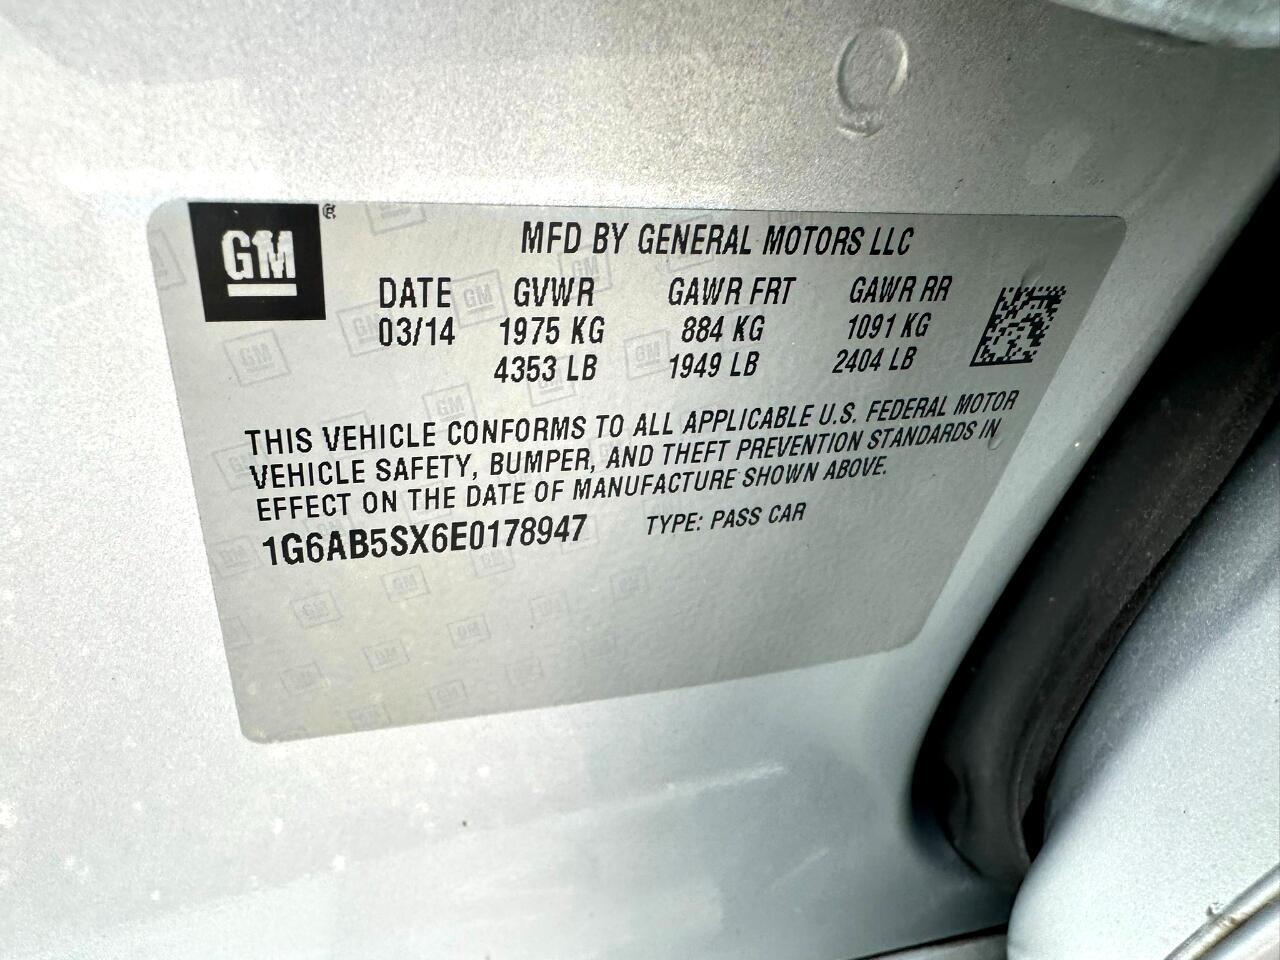 GM
MFD BY GENERAL MOTORS LLC
DATE GVWR GAWR FRT GAWR RR
03/14 1975 KG 884 KG 1091 KG
4353 LB 1949 LB 2404 LB
THIS VEHICLE CONFORMS TO ALL APPLICABLE U.S. FEDERAL MOTOR
VEHICLE SAFETY, BUMPER, AND THEFT PREVENTION STANDARDS IN
EFFECT ON THE DATE OF MANUFACTURE SHOWN ABOVE.
1G6AB5SX6E0178947 TYPE: PASS CAR